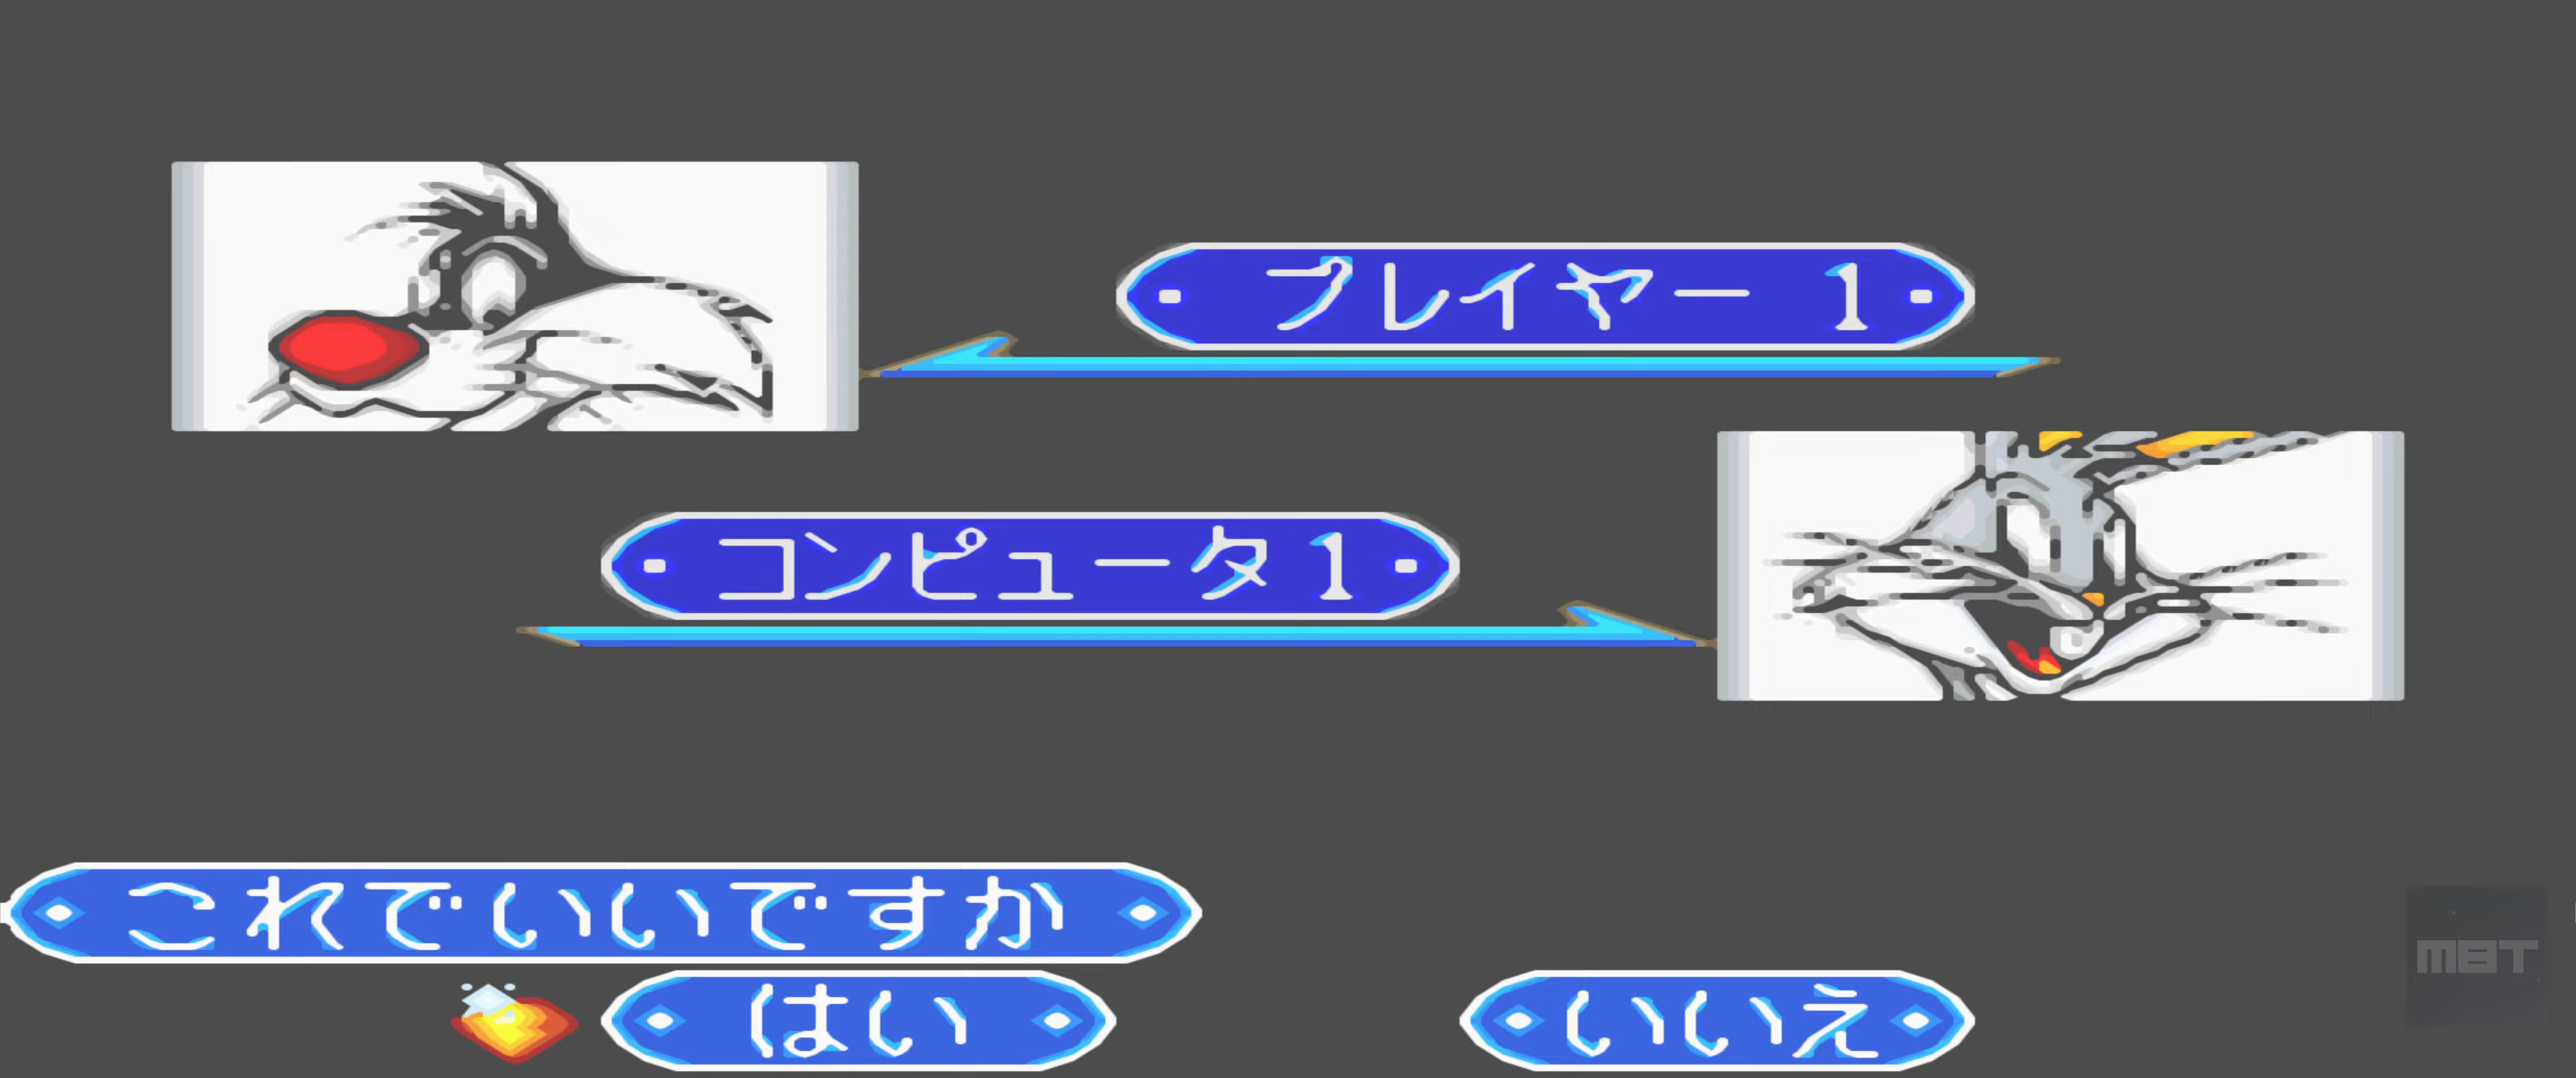 プレイヤー 1
コンピュータ1
これでいいですか
はい
いいえ
MBT